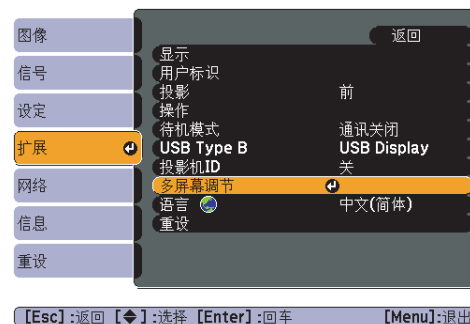 图像
信号
设定
扩展
网络
信息
重设
返回
显示
用户标识
投影 前
操作
待机模式 通讯关闭
USB Type B USB Display
投影机ID 关
多屏幕调节
语言 中文(简体)
重设
[Esc] :返回 [◆] :选择 [Enter] :回车 [Menu]:退出